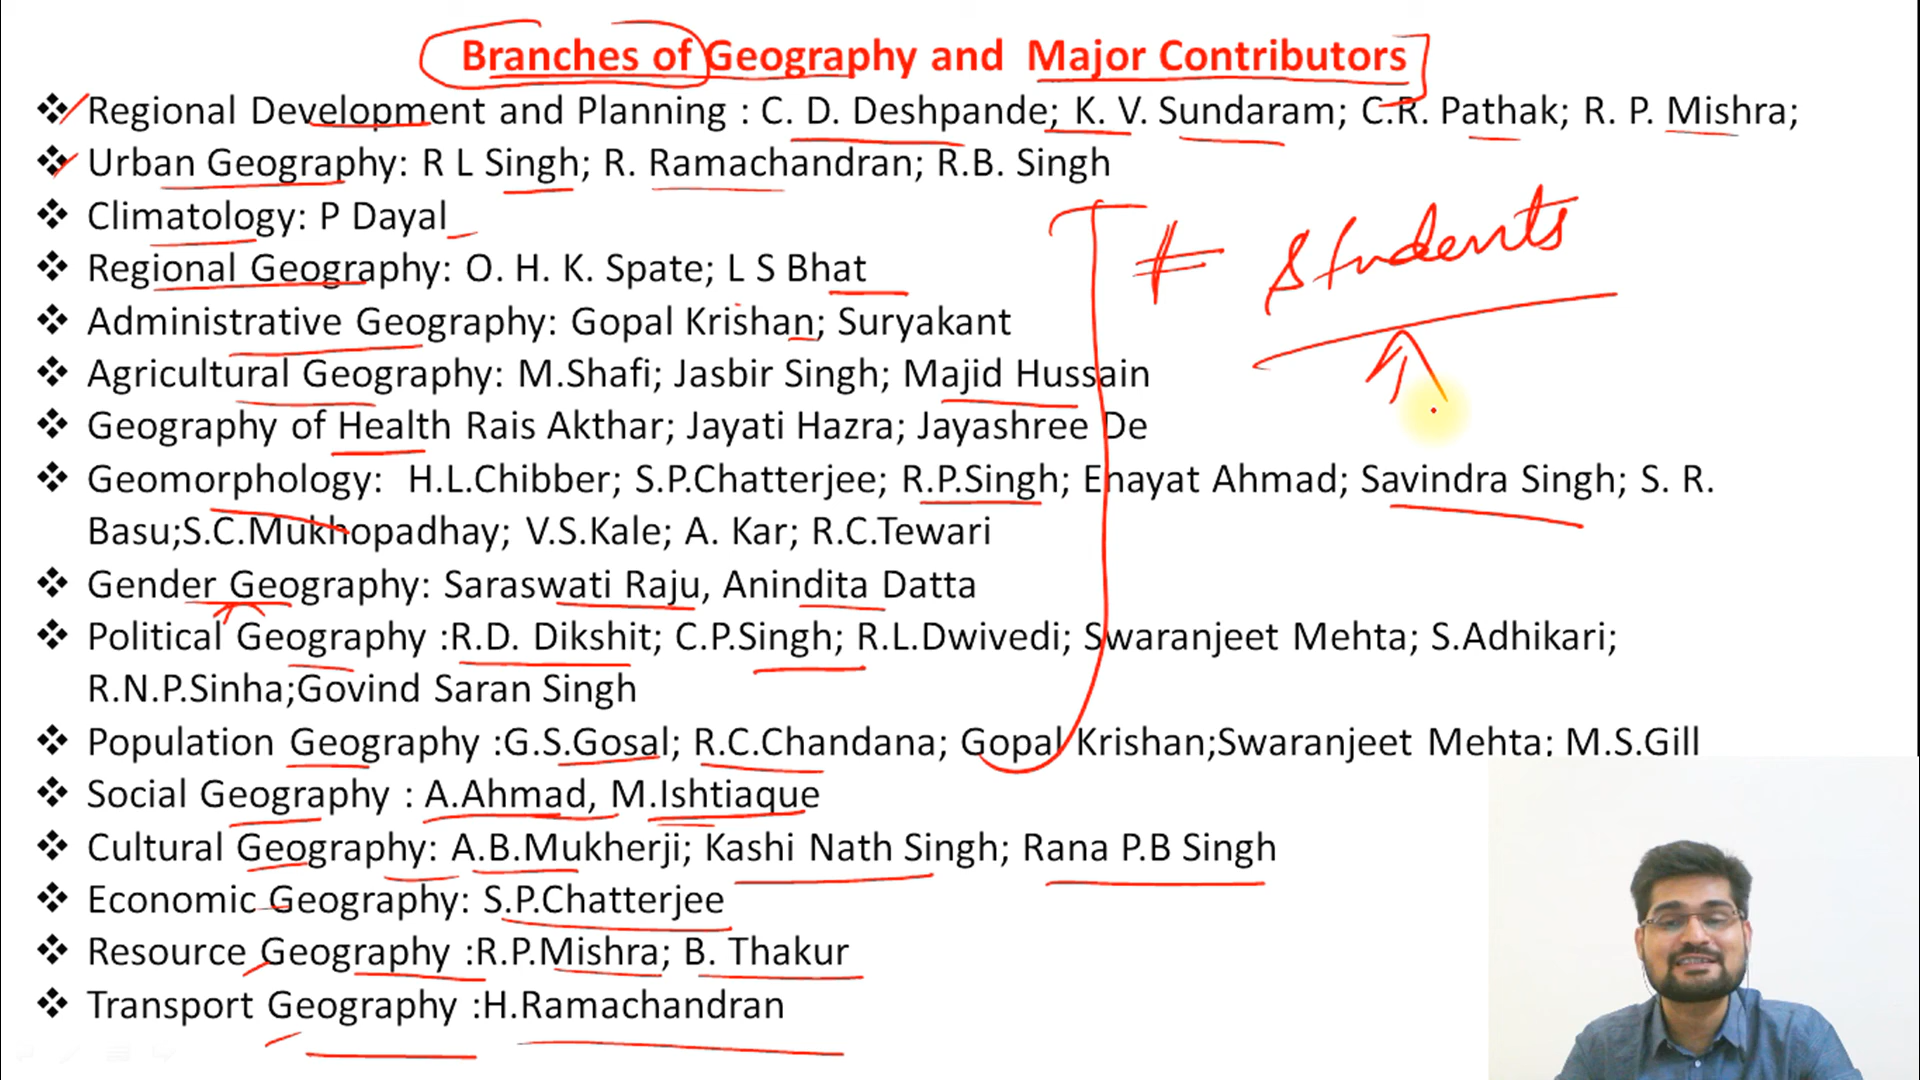 Branches of Geography and Major Contributors
❖ Regional Development and Planning : C. D. Deshpande; K. V. Sundaram; C.R. Pathak; R. P. Mishra;
❖ Urban Geography: R L Singh; R. Ramachandran; R.B. Singh
❖ Climatology: P Dayal
# Students
❖ Regional Geography: O. H. K. Spate; L S Bhat
❖ Administrative Geography: Gopal Krishan; Suryakant
❖ Agricultural Geography: M.Shafi; Jasbir Singh; Majid Hussain
❖ Geography of Health Rais Akthar; Jayati Hazra; Jayashree De
❖ Geomorphology: H.L.Chibber; S.P.Chatterjee; R.P.Singh; Enayat Ahmad; Savindra Singh; S. R.
Basu;S.C.Mukhopadhay; V.S.Kale; A. Kar; R.C.Tewari
❖ Gender Geography: Saraswati Raju, Anindita Datta
❖ Political Geography :R.D. Dikshit; C.P.Singh; R.L.Dwivedi; Swaranjeet Mehta; S.Adhikari;
R.N.P.Sinha;Govind Saran Singh
❖ Population Geography :G.S.Gosal; R.C.Chandana; Gopal Krishan;Swaranjeet Mehta; M.S.Gill
❖ Social Geography : A.Ahmad, M.Ishtiaque
❖ Cultural Geography: A.B.Mukherji; Kashi Nath Singh; Rana P.B Singh
❖ Economic Geography: S.P.Chatterjee
❖ Resource Geography :R.P.Mishra; B. Thakur
❖ Transport Geography :H.Ramachandran